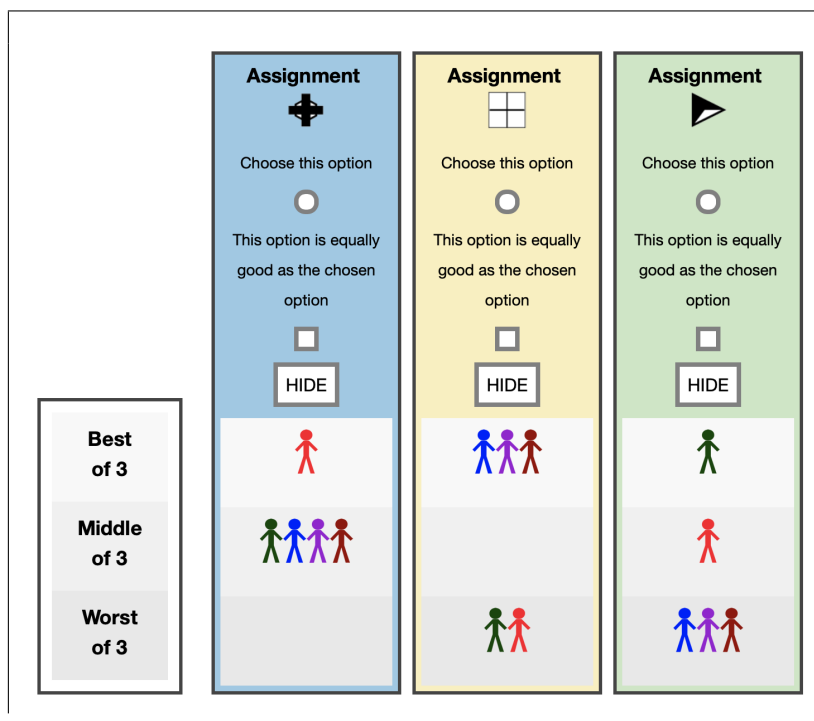 Assignment
Choose this option
This option is equally
good as the chosen
option
HIDE
Assignment
Choose this option
This option is equally
good as the chosen
option
HIDE
Assignment
Choose this option
This option is equally
good as the chosen
option
HIDE
Best
of 3
Middle
of 3
Worst
of 3